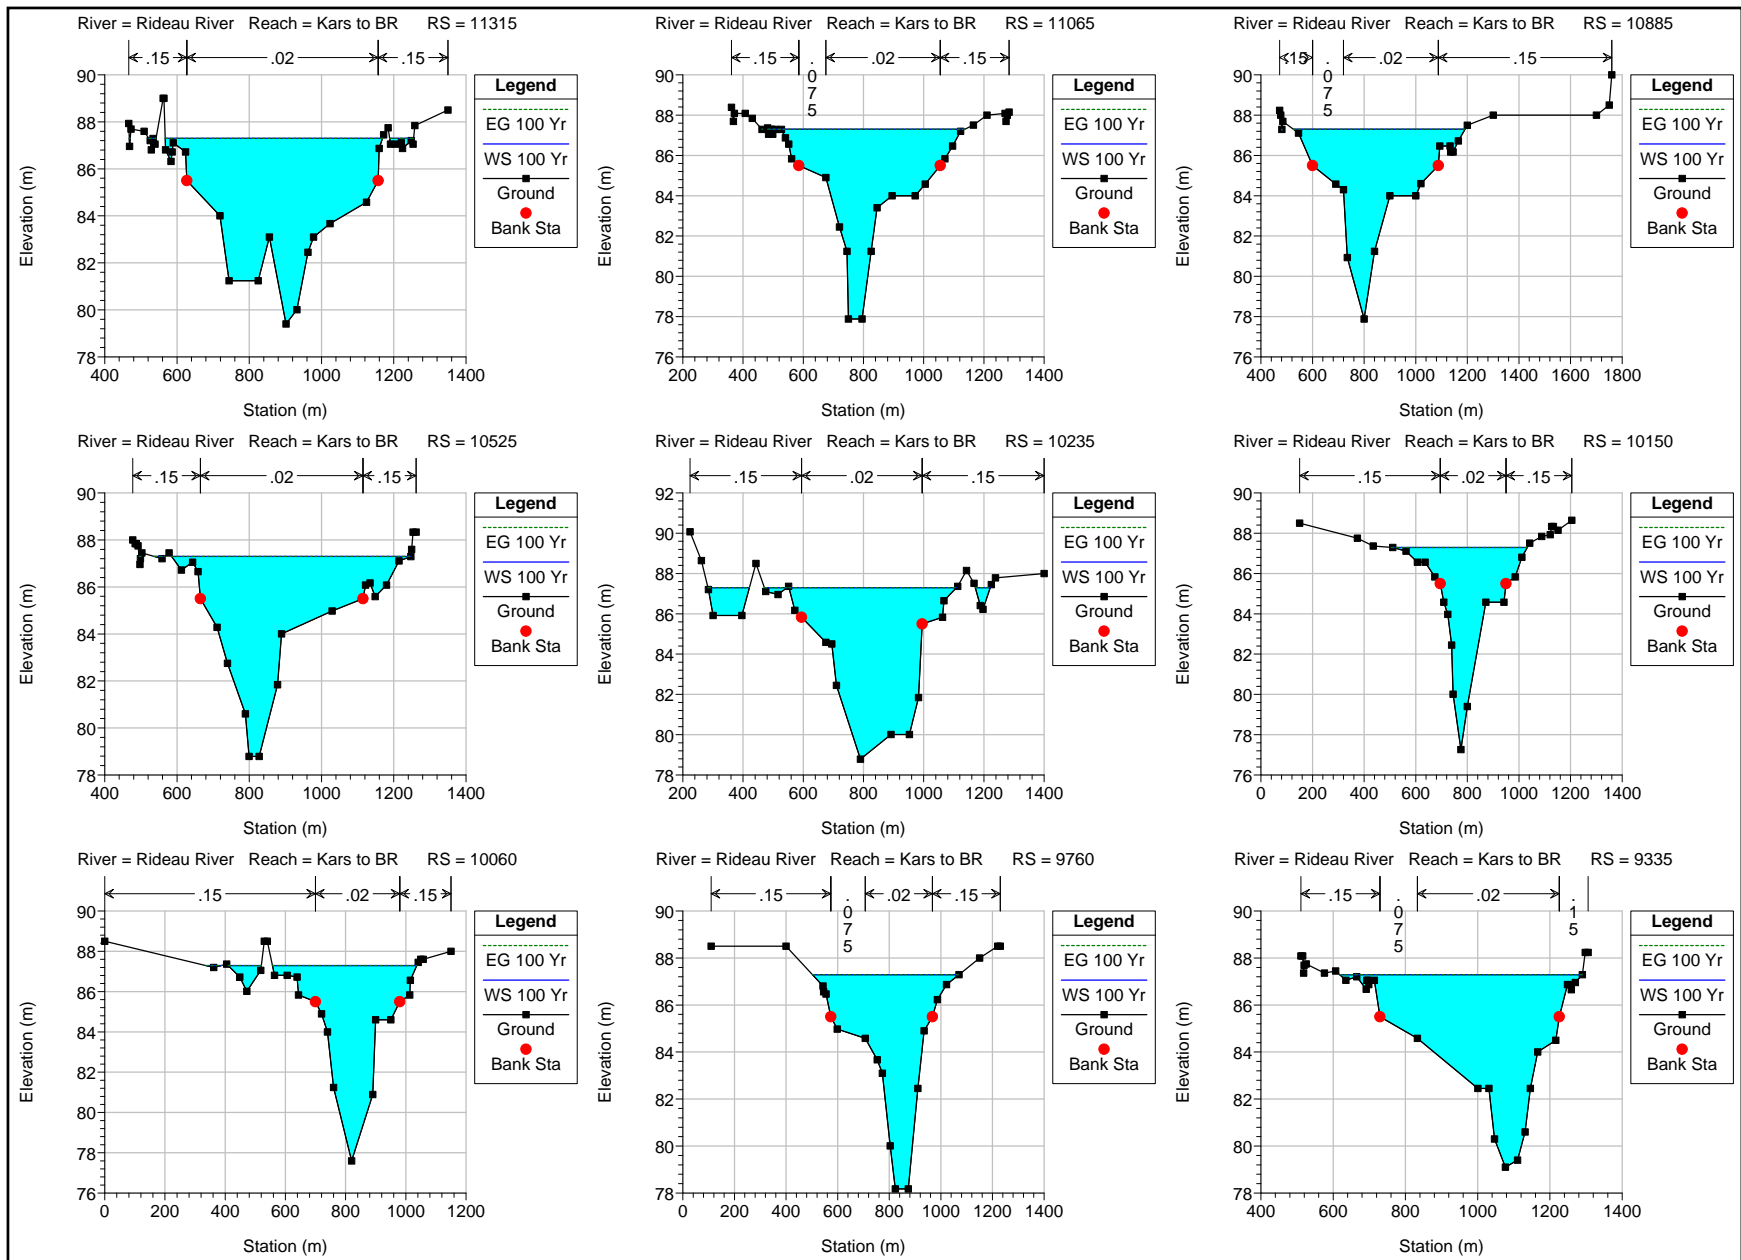 River = Rideau River Reach = Kars to BR RS = 11315
.15 .02 .15
90
88
86
84
82
80
78
Elevation (m)
400 600 800 1000 1200 1400
Station (m)
Legend
EG 100 Yr
WS 100 Yr
Ground
Bank Sta
River = Rideau River Reach = Kars to BR RS = 11065
.15 .075 .02 .15
90
88
86
84
82
80
78
76
Elevation (m)
200 400 600 800 1000 1200 1400
Station (m)
Legend
EG 100 Yr
WS 100 Yr
Ground
Bank Sta
River = Rideau River Reach = Kars to BR RS = 10885
.15 .075 .02 .15
90
88
86
84
82
80
78
76
Elevation (m)
400 600 800 1000 1200 1400 1600 1800
Station (m)
Legend
EG 100 Yr
WS 100 Yr
Ground
Bank Sta
River = Rideau River Reach = Kars to BR RS = 10525
.15 .02 .15
90
88
86
84
82
80
78
Elevation (m)
400 600 800 1000 1200 1400
Station (m)
Legend
EG 100 Yr
WS 100 Yr
Ground
Bank Sta
River = Rideau River Reach = Kars to BR RS = 10235
.15 .02 .15
92
90
88
86
84
82
80
78
Elevation (m)
200 400 600 800 1000 1200 1400
Station (m)
Legend
EG 100 Yr
WS 100 Yr
Ground
Bank Sta
River = Rideau River Reach = Kars to BR RS = 10150
.15 .02 .15
90
88
86
84
82
80
78
76
Elevation (m)
0 200 400 600 800 1000 1200 1400
Station (m)
Legend
EG 100 Yr
WS 100 Yr
Ground
Bank Sta
River = Rideau River Reach = Kars to BR RS = 10060
.15 .02 .15
90
88
86
84
82
80
78
76
Elevation (m)
0 200 400 600 800 1000 1200
Station (m)
Legend
EG 100 Yr
WS 100 Yr
Ground
Bank Sta
River = Rideau River Reach = Kars to BR RS = 9760
.15 .075 .02 .15
90
88
86
84
82
80
78
Elevation (m)
0 200 400 600 800 1000 1200 1400
Station (m)
Legend
EG 100 Yr
WS 100 Yr
Ground
Bank Sta
River = Rideau River Reach = Kars to BR RS = 9335
.15 .075 .02 .15
90
88
86
84
82
80
78
Elevation (m)
400 600 800 1000 1200 1400
Station (m)
Legend
EG 100 Yr
WS 100 Yr
Ground
Bank Sta